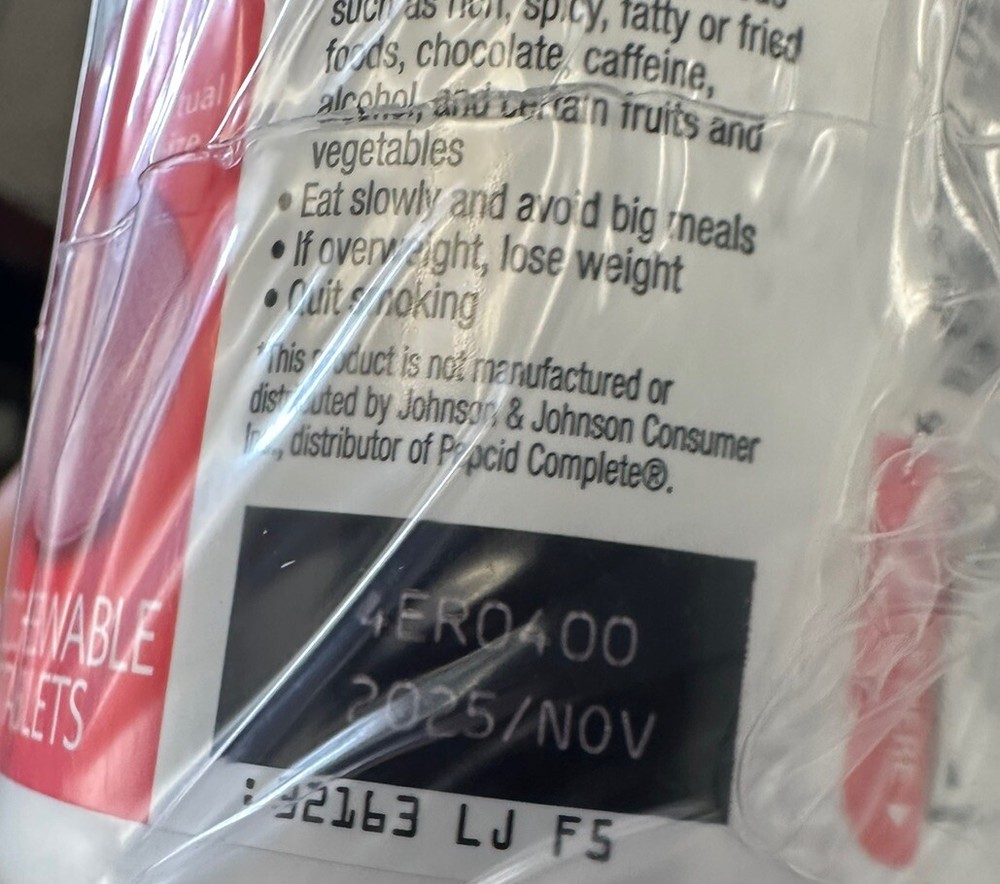 such as rich, spicy, fatty or fried
foods, chocolate, caffeine,
alcohol, and certain fruits and
vegetables
• Eat slowly and avoid big meals
• If overweight, lose weight
• Quit smoking
*This product is not manufactured or
distributed by Johnson & Johnson Consumer
Inc., distributor of Pepcid Complete®.
4ER0400
2025/NOV
92163 LJ F5
CHEWABLE
TABLETS